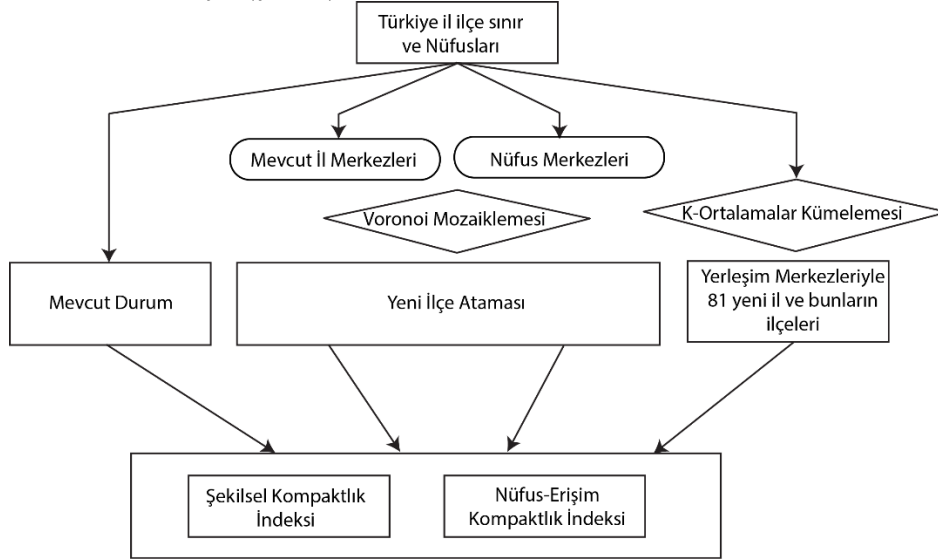 Türkiye il ilçe sınır
ve Nüfusları
Mevcut İl Merkezleri
Nüfus Merkezleri
Voronoi Mozaiklemesi
K-Ortalamalar Kümelemesi
Mevcut Durum
Yeni İlçe Ataması
Yerleşim Merkezleriyle
81 yeni il ve bunların
ilçeleri
Şekilsel Kompaktlık
İndeksi
Nüfus-Erişim
Kompaktlık İndeksi